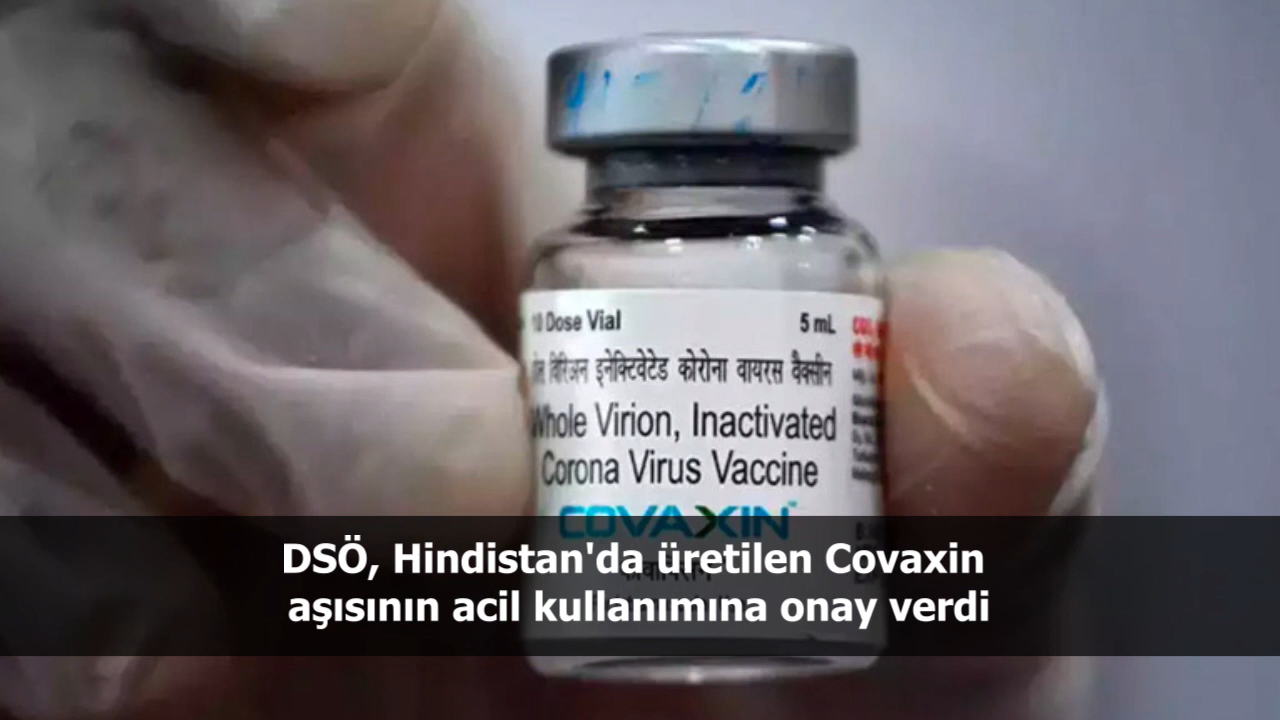 10 Dose Vial 5 mL
होल विरिअन इनेक्टिवेटेड कोरोना वायरस वैक्सीन
Whole Virion, Inactivated
Corona Virus Vaccine
COVAXIN
DSÖ, Hindistan'da üretilen Covaxin
aşısının acil kullanımına onay verdi